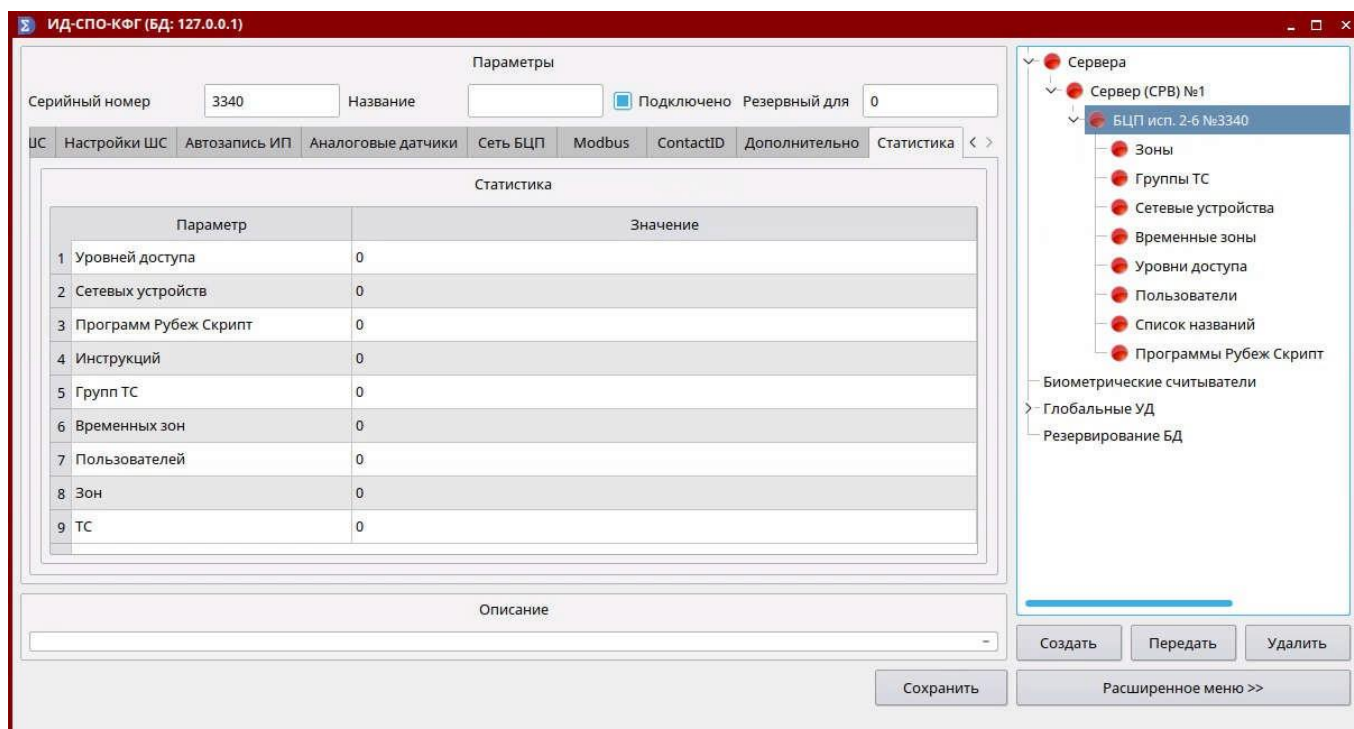 ИД-СПО-КФГ (БД: 127.0.0.1)
Параметры
Серийный номер 3340 Название Подключено Резервный для 0
ШС Настройки ШС Автозапись ИП Аналоговые датчики Сеть БЦП Modbus ContactID Дополнительно Статистика
Статистика
Параметр Значение
1 Уровней доступа 0
2 Сетевых устройств 0
3 Программ Рубеж Скрипт 0
4 Инструкций 0
5 Групп ТС 0
6 Временных зон 0
7 Пользователей 0
8 Зон 0
9 ТС 0
Описание
Сохранить
Сервера
Сервер (СРВ) №1
БЦП исп. 2-6 №3340
Зоны
Группы ТС
Сетевые устройства
Временные зоны
Уровни доступа
Пользователи
Список названий
Программы Рубеж Скрипт
Биометрические считыватели
Глобальные УД
Резервирование БД
Создать Передать Удалить
Расширенное меню >>